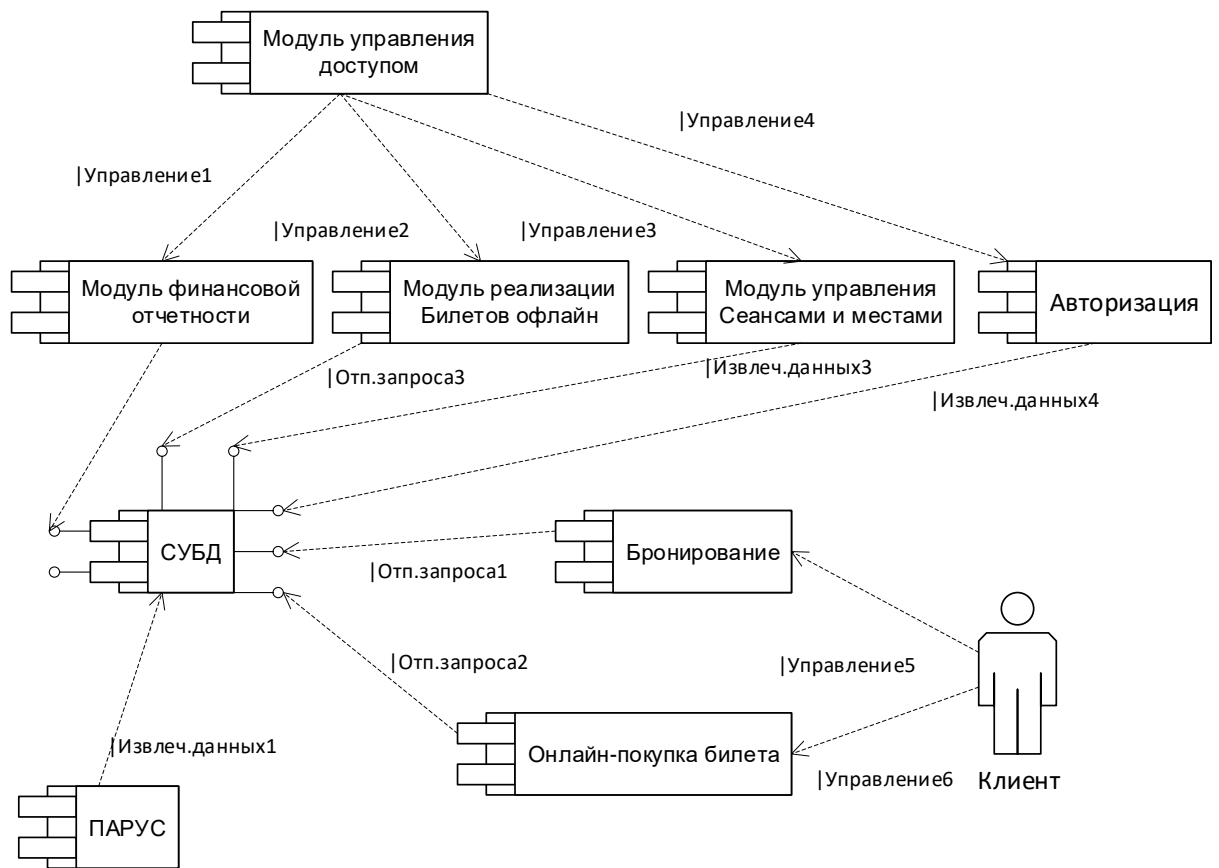 Модуль управления
доступом
|Управление4
|Управление1
|Управление2
|Управление3
Модуль финансовой
отчетности
Модуль реализации
Билетов офлайн
Модуль управления
Сеансами и местами
Авторизация
|Отп.запроса3
|Извлеч.данных3
|Извлеч.данных4
СУБД
Бронирование
|Отп.запроса1
|Отп.запроса2
|Управление5
|Извлеч.данных1
Онлайн-покупка билета
|Управление6
Клиент
ПАРУС